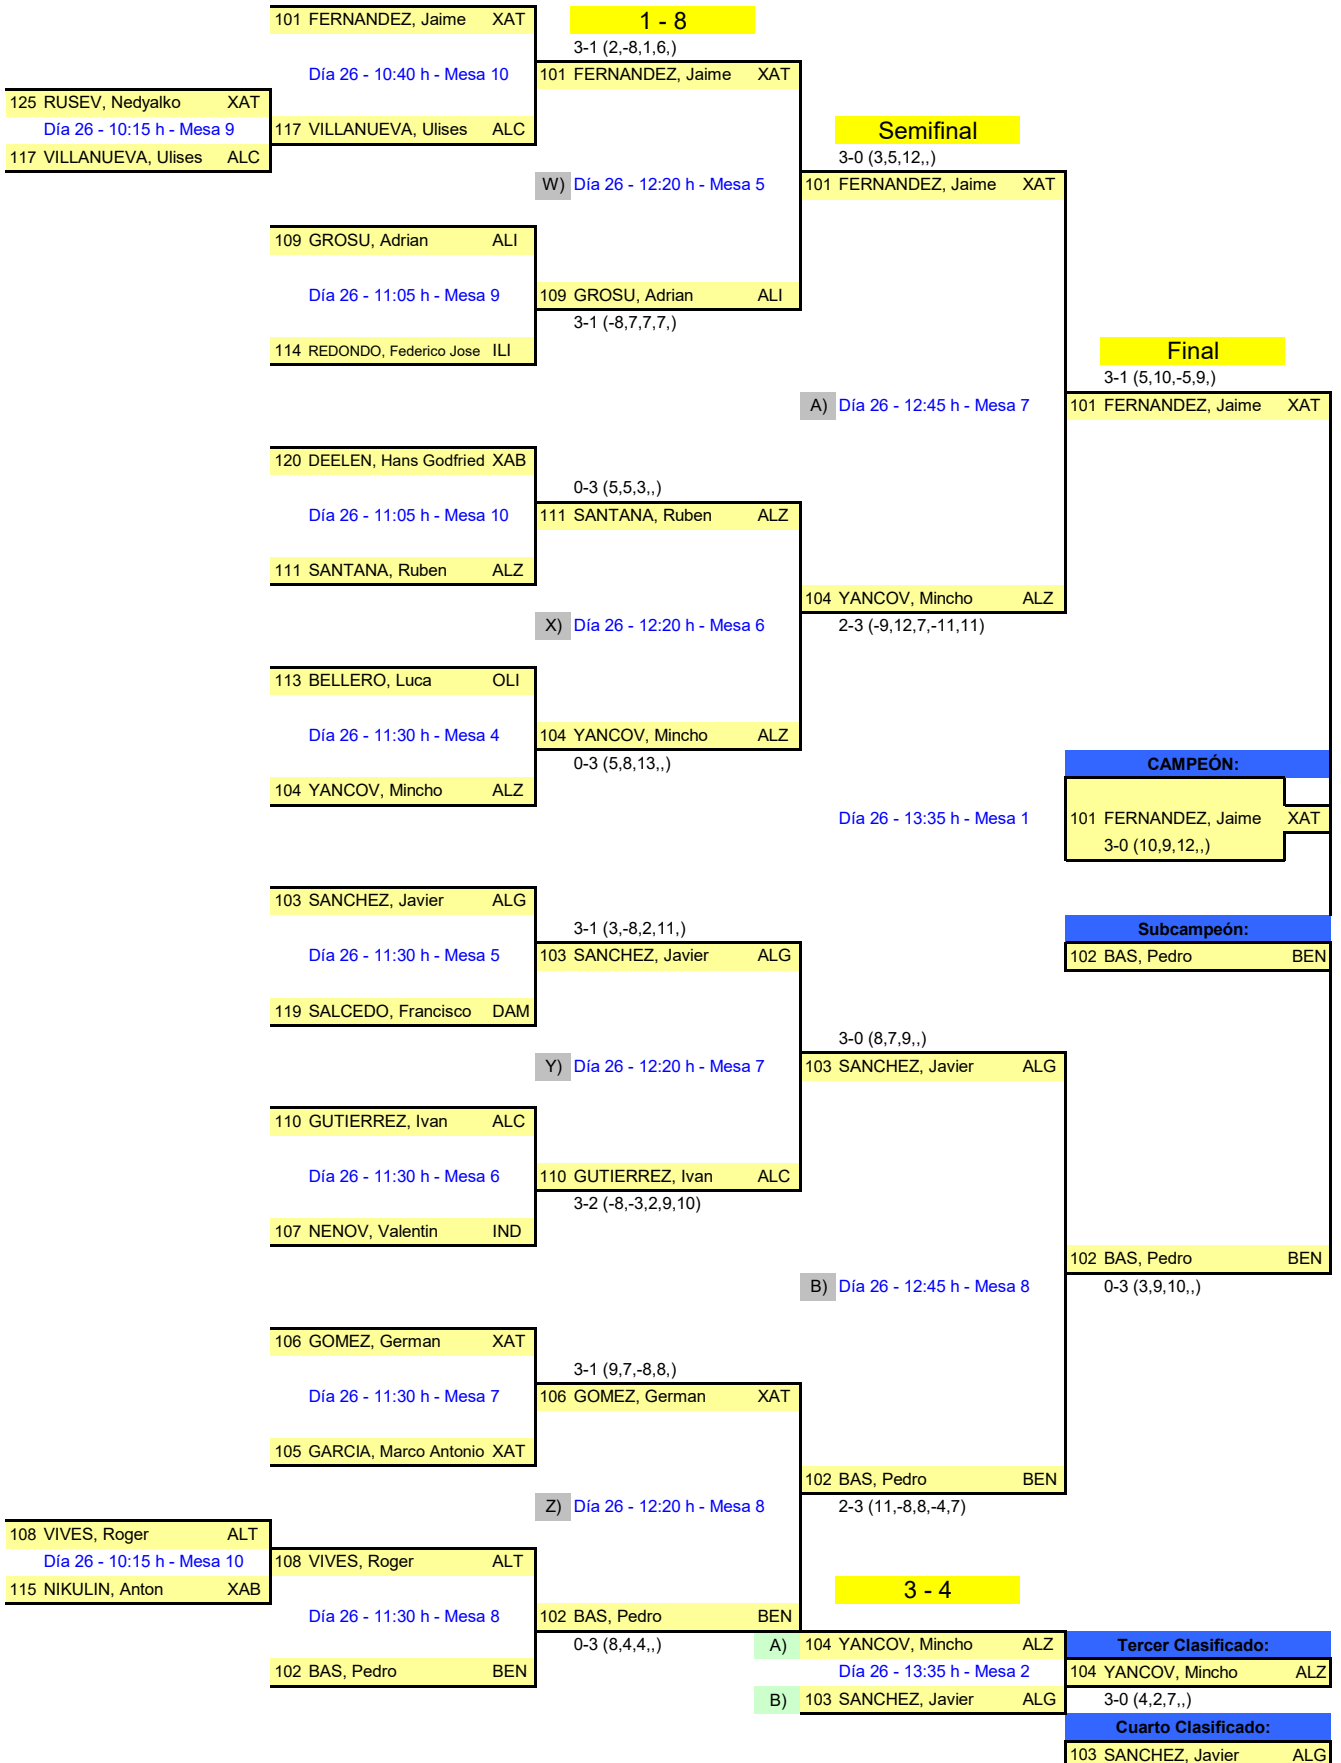 101 FERNANDEZ, Jaime XAT
1 - 8
3-1 (2,-8,1,6,)
Día 26 - 10:40 h - Mesa 10
101 FERNANDEZ, Jaime XAT
125 RUSEV, Nedyalko XAT
Día 26 - 10:15 h - Mesa 9
117 VILLANUEVA, Ulises ALC
117 VILLANUEVA, Ulises ALC
Semifinal
3-0 (3,5,12,,)
W) Día 26 - 12:20 h - Mesa 5
101 FERNANDEZ, Jaime XAT
109 GROSU, Adrian ALI
Día 26 - 11:05 h - Mesa 9
109 GROSU, Adrian ALI
3-1 (-8,7,7,7,)
114 REDONDO, Federico Jose ILI
Final
3-1 (5,10,-5,9,)
A) Día 26 - 12:45 h - Mesa 7
101 FERNANDEZ, Jaime XAT
120 DEELEN, Hans Godfried XAB
0-3 (5,5,3,,)
Día 26 - 11:05 h - Mesa 10
111 SANTANA, Ruben ALZ
111 SANTANA, Ruben ALZ
104 YANCOV, Mincho ALZ
X) Día 26 - 12:20 h - Mesa 6
2-3 (-9,12,7,-11,11)
113 BELLERO, Luca OLI
Día 26 - 11:30 h - Mesa 4
104 YANCOV, Mincho ALZ
0-3 (5,8,13,,)
CAMPEÓN:
104 YANCOV, Mincho ALZ
Día 26 - 13:35 h - Mesa 1
101 FERNANDEZ, Jaime XAT
3-0 (10,9,12,,)
103 SANCHEZ, Javier ALG
3-1 (3,-8,2,11,)
Subcampeón:
Día 26 - 11:30 h - Mesa 5
103 SANCHEZ, Javier ALG
102 BAS, Pedro BEN
119 SALCEDO, Francisco DAM
3-0 (8,7,9,,)
Y) Día 26 - 12:20 h - Mesa 7
103 SANCHEZ, Javier ALG
110 GUTIERREZ, Ivan ALC
Día 26 - 11:30 h - Mesa 6
110 GUTIERREZ, Ivan ALC
3-2 (-8,-3,2,9,10)
107 NENOV, Valentin IND
102 BAS, Pedro BEN
B) Día 26 - 12:45 h - Mesa 8
0-3 (3,9,10,,)
106 GOMEZ, German XAT
3-1 (9,7,-8,8,)
Día 26 - 11:30 h - Mesa 7
106 GOMEZ, German XAT
105 GARCIA, Marco Antonio XAT
102 BAS, Pedro BEN
Z) Día 26 - 12:20 h - Mesa 8
2-3 (11,-8,8,-4,7)
108 VIVES, Roger ALT
Día 26 - 10:15 h - Mesa 10
108 VIVES, Roger ALT
115 NIKULIN, Anton XAB
3 - 4
Día 26 - 11:30 h - Mesa 8
102 BAS, Pedro BEN
0-3 (8,4,4,,)
A) 104 YANCOV, Mincho ALZ
Tercer Clasificado:
102 BAS, Pedro BEN
Día 26 - 13:35 h - Mesa 2
104 YANCOV, Mincho ALZ
B) 103 SANCHEZ, Javier ALG
3-0 (4,2,7,,)
Cuarto Clasificado:
103 SANCHEZ, Javier ALG